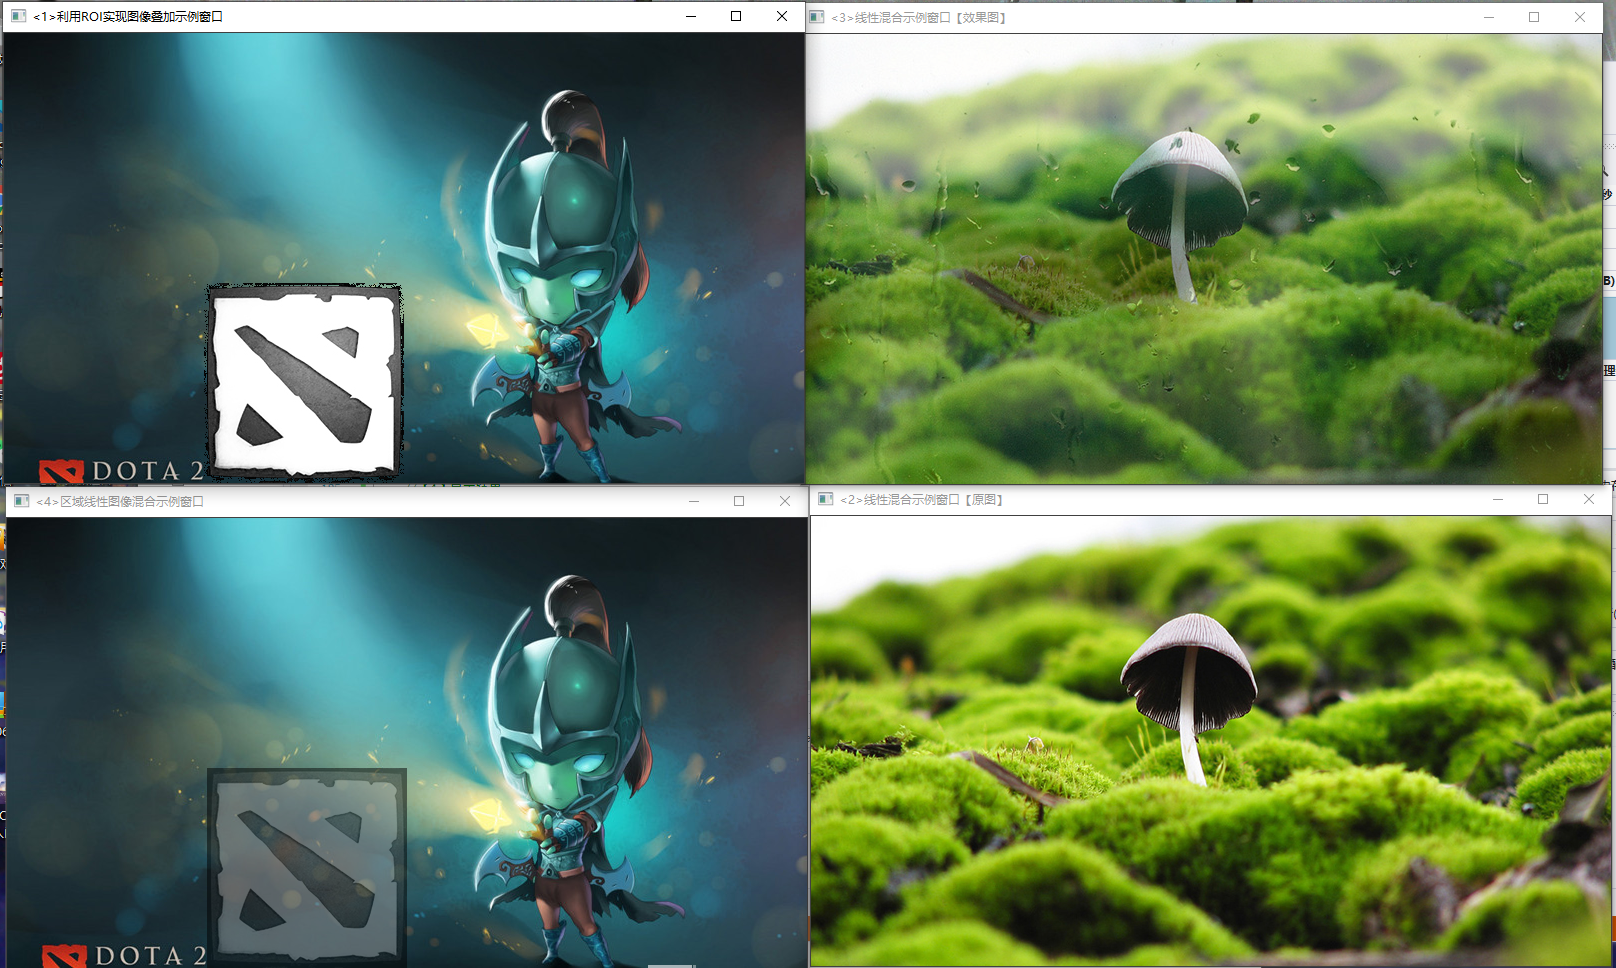 <1>利用ROI实现图像叠加示例窗口
<3>线性混合示例窗口【效果图】
DOTA 2
<4>区域线性图像混合示例窗口
<2>线性混合示例窗口【原图】
DOTA 2
秒
B)
理